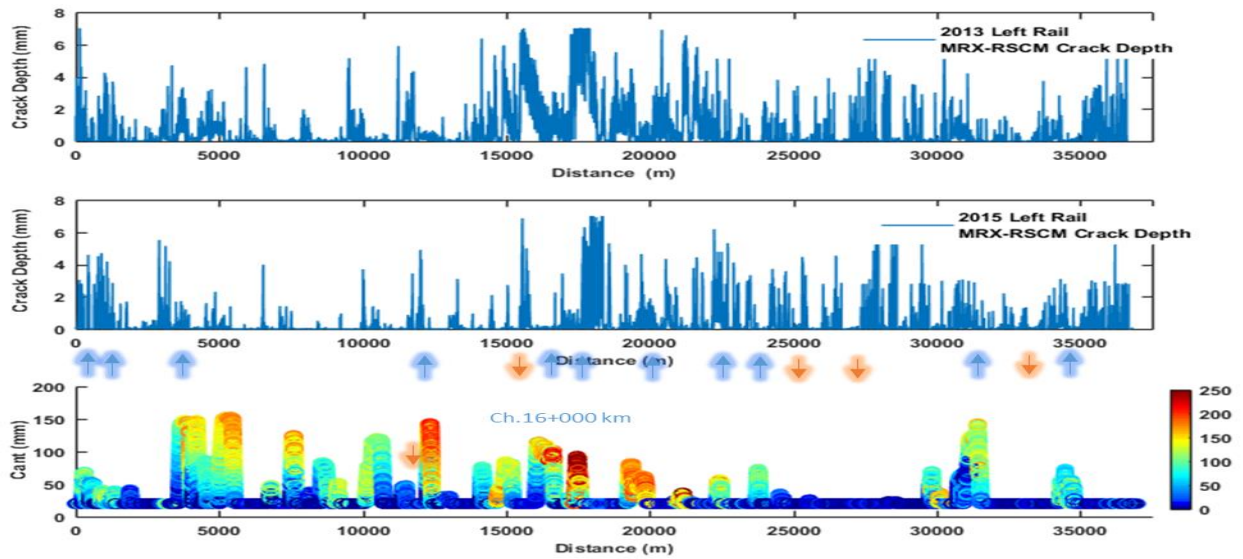 8
6
4
2
0
Crack Depth (mm)
2013 Left Rail
MRX-RSCM Crack Depth
0 5000 10000 15000 20000 25000 30000 35000
Distance (m)
8
6
4
2
0
Crack Depth (mm)
2015 Left Rail
MRX-RSCM Crack Depth
0 5000 10000 15000 20000 25000 30000 35000
Distance (m)
200
150
100
50
0
Cant (mm)
Ch.16+000 km
250
200
150
100
50
0
0 5000 10000 15000 20000 25000 30000 35000
Distance (m)